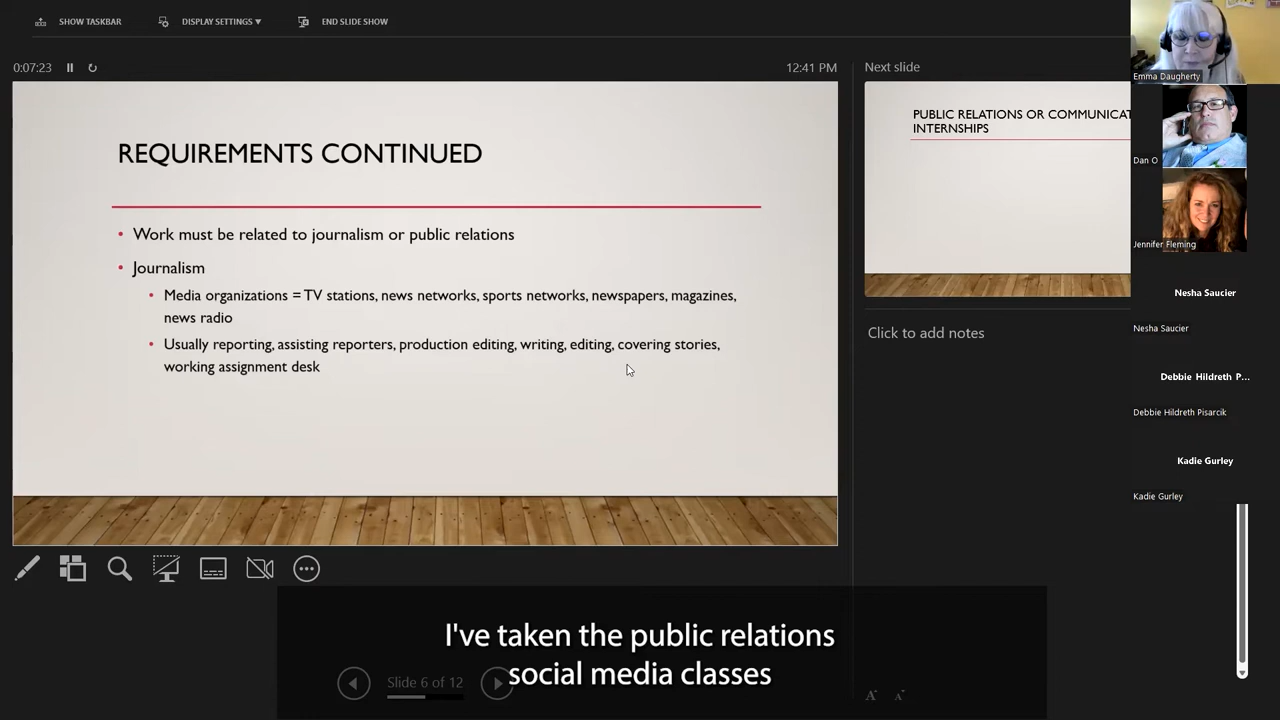 SHOW TASKBAR
DISPLAY SETTINGS
END SLIDE SHOW
0:07:23
12:41 PM
REQUIREMENTS CONTINUED
• Work must be related to journalism or public relations
• Journalism
• Media organizations = TV stations, news networks, sports networks, newspapers, magazines,
news radio
• Usually reporting, assisting reporters, production editing, writing, editing, covering stories,
working assignment desk
Next slide
PUBLIC RELATIONS OR COMMUNICAT
INTERNSHIPS
Click to add notes
Emma Daugherty
Dan O
Jennifer Fleming
Nesha Saucier
Nesha Saucier
Debbie Hildreth P...
Debbie Hildreth Pisarcik
Kadie Gurley
Kadie Gurley
I've taken the public relations
social media classes
Slide 6 of 12
A A